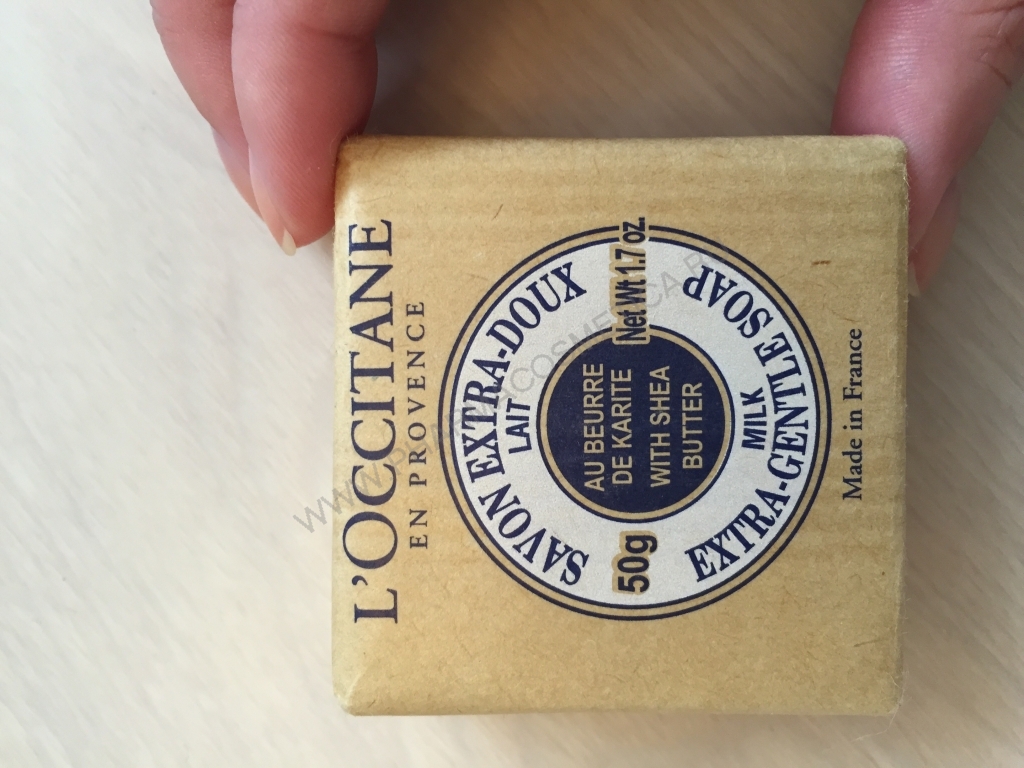 L'OCCITANE
EN PROVENCE
SAVON EXTRA-DOUX
LAIT
AU BEURRE
DE KARITE
WITH SHEA
BUTTER
50g
Net Wt 1.7 oz.
MILK
EXTRA-GENTLE SOAP
Made in France